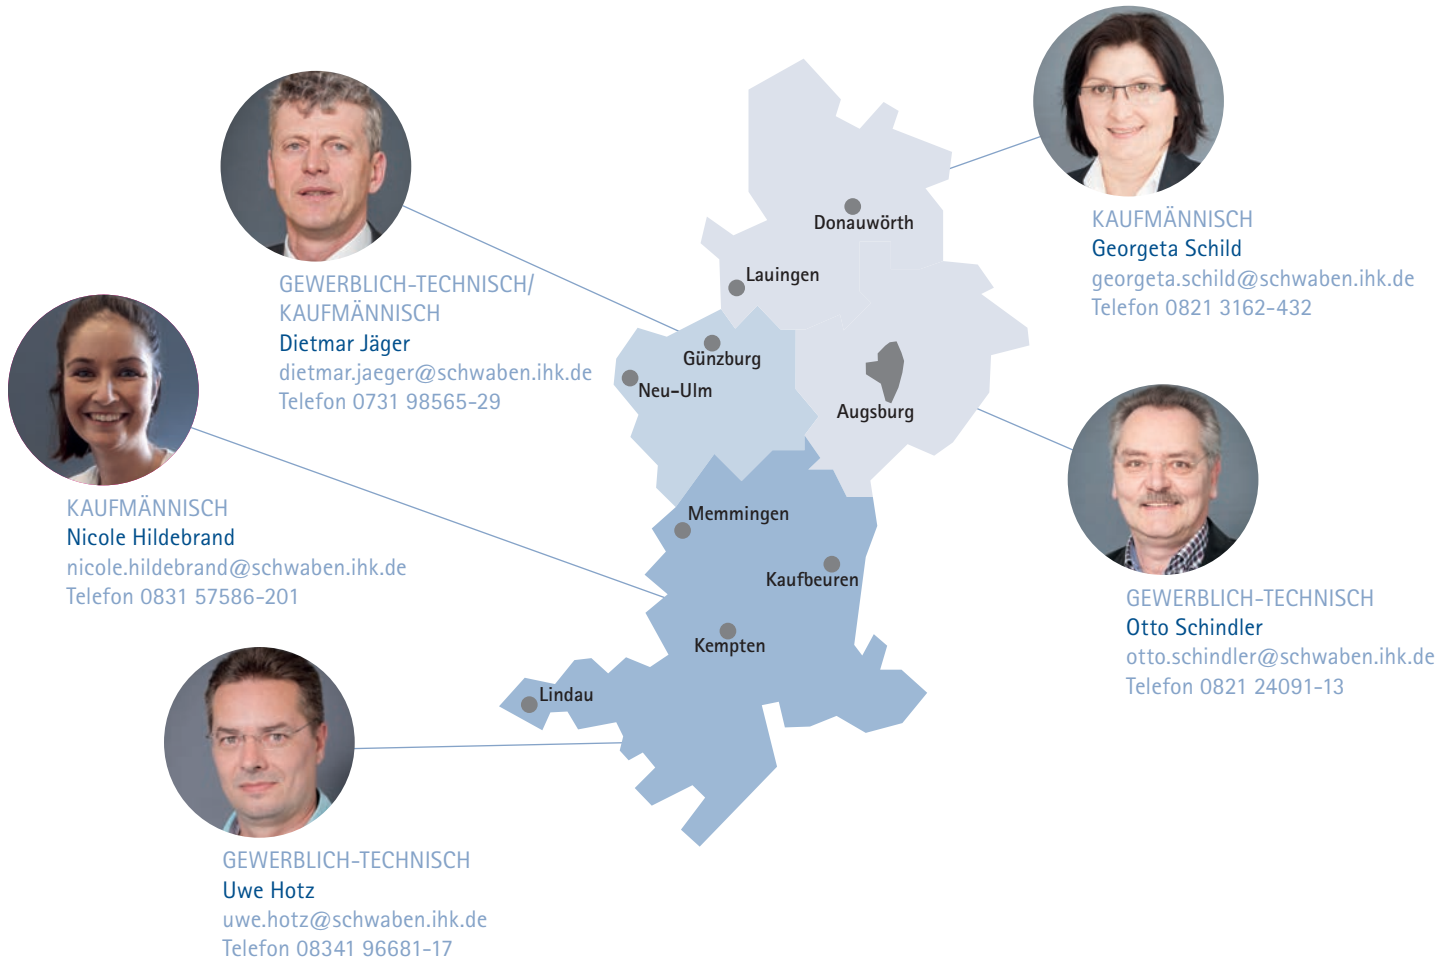 GEWERBLICH-TECHNISCH/
KAUFMÄNNISCH
Dietmar Jäger
dietmar.jaeger@schwaben.ihk.de
Telefon 0731 98565-29
KAUFMÄNNISCH
Nicole Hildebrand
nicole.hildebrand@schwaben.ihk.de
Telefon 0831 57586-201
GEWERBLICH-TECHNISCH
Uwe Hotz
uwe.hotz@schwaben.ihk.de
Telefon 08341 96681-17
Donauwörth
Lauingen
Günzburg
Neu-Ulm
Augsburg
Memmingen
Kaufbeuren
Kempten
Lindau
KAUFMÄNNISCH
Georgeta Schild
georgeta.schild@schwaben.ihk.de
Telefon 0821 3162-432
GEWERBLICH-TECHNISCH
Otto Schindler
otto.schindler@schwaben.ihk.de
Telefon 0821 24091-13